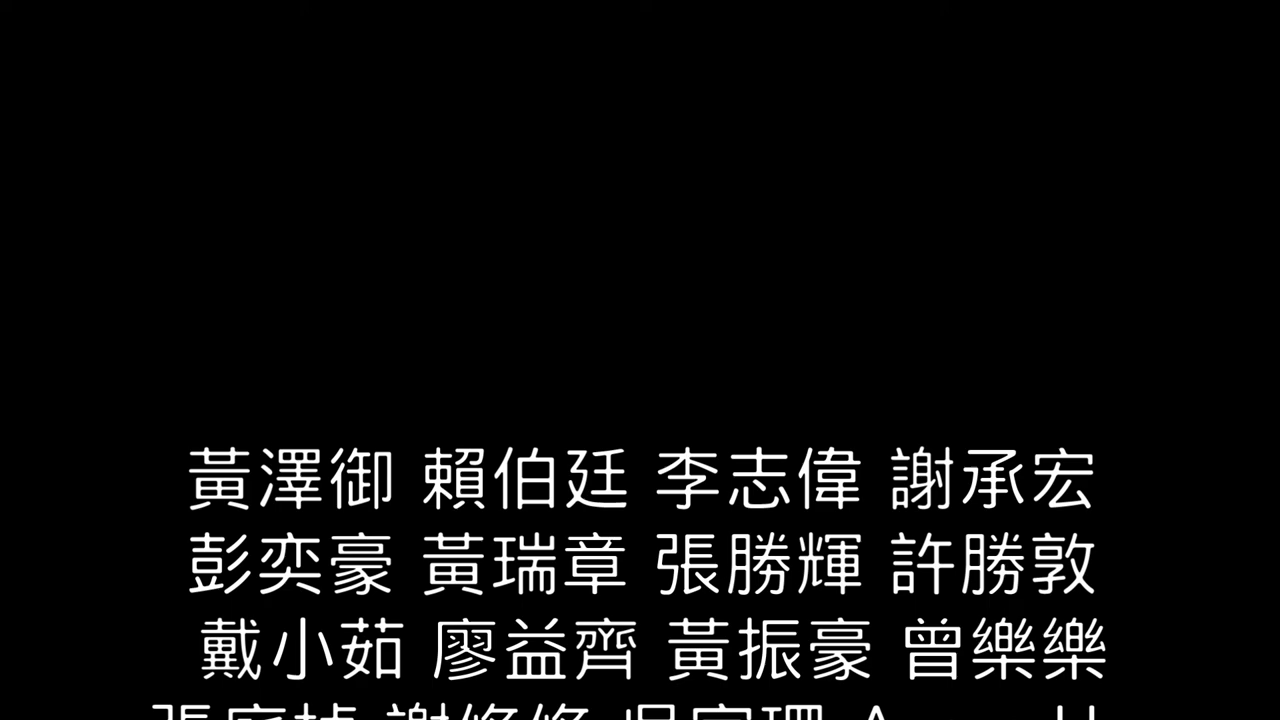 黃澤御 賴伯廷 李志偉 謝承宏
彭奕豪 黃瑞章 張勝輝 許勝敦
戴小茹 廖益齊 黃振豪 曾樂樂